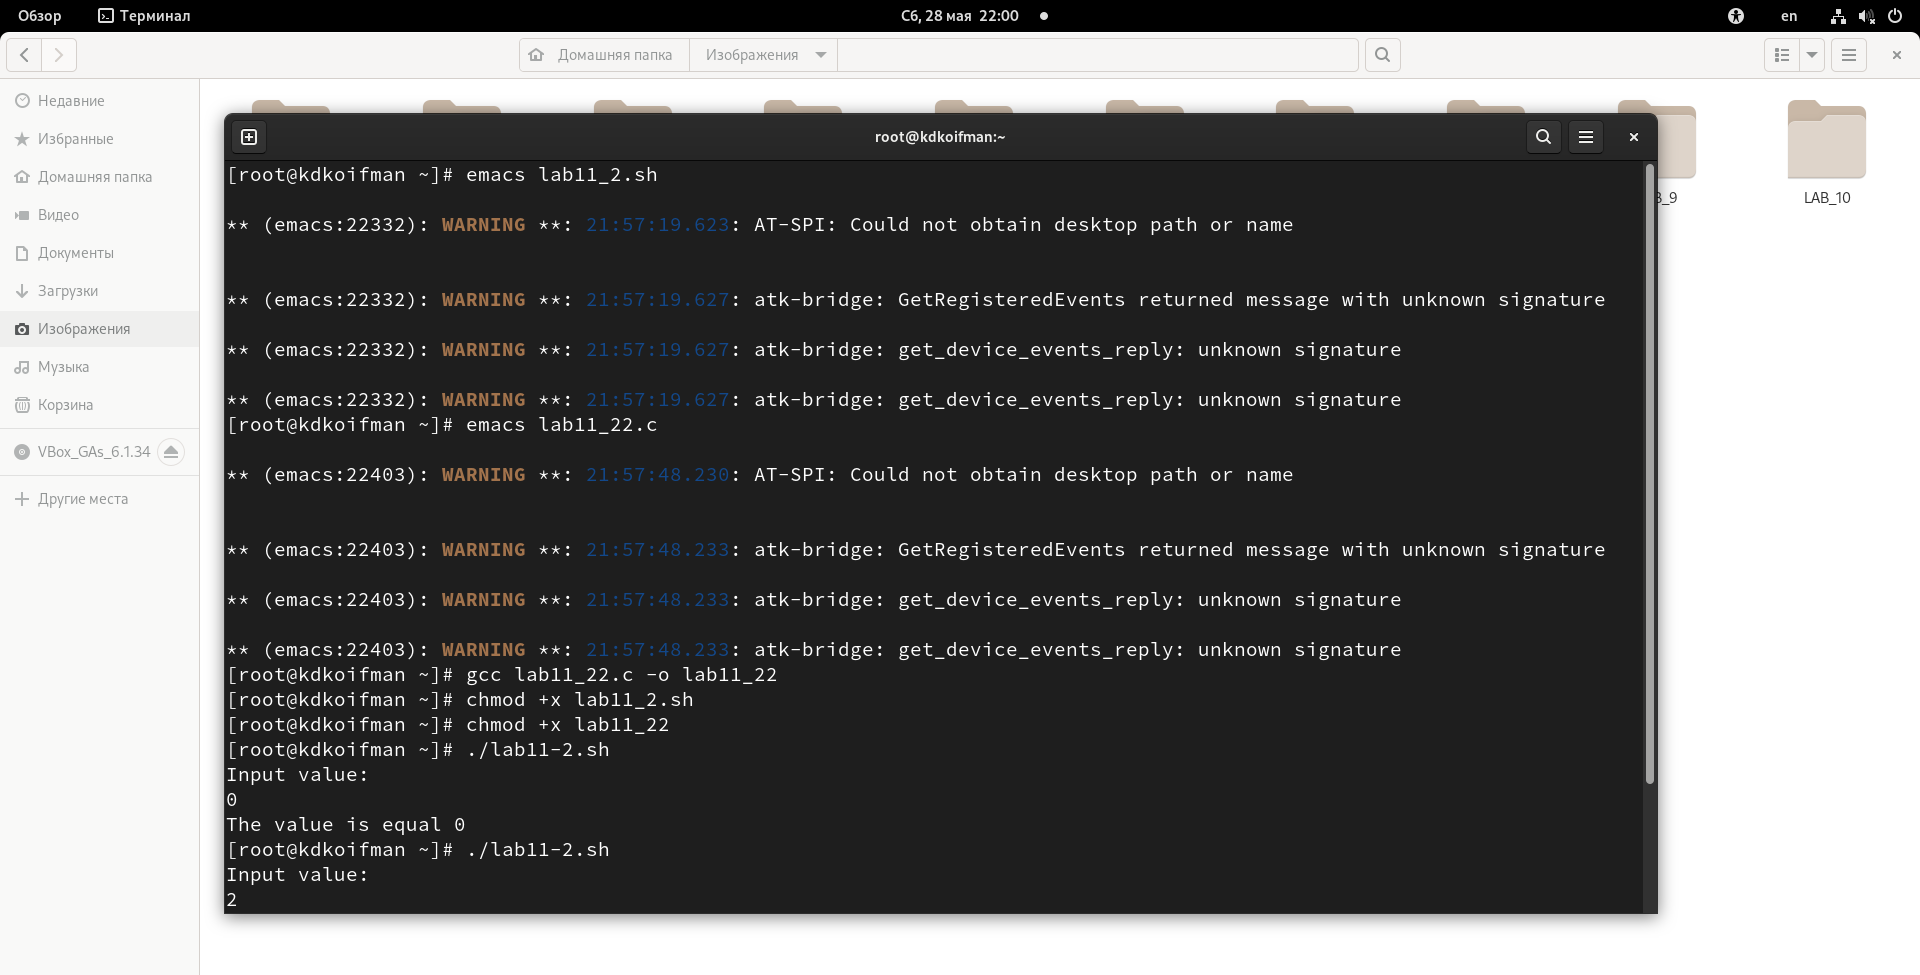 Обзор
Терминал
Сб, 28 мая 22:00
en
Домашняя папка
Изображения
Недавние
Избранные
Домашняя папка
Видео
Документы
Загрузки
Изображения
Музыка
Корзина
VBox_GAs_6.1.34
Другие места
_9
LAB_10
root@kdkoifman:~
[root@kdkoifman ~]# emacs lab11_2.sh
** (emacs:22332): WARNING **: 21:57:19.623: AT-SPI: Could not obtain desktop path or name
** (emacs:22332): WARNING **: 21:57:19.627: atk-bridge: GetRegisteredEvents returned message with unknown signature
** (emacs:22332): WARNING **: 21:57:19.627: atk-bridge: get_device_events_reply: unknown signature
** (emacs:22332): WARNING **: 21:57:19.627: atk-bridge: get_device_events_reply: unknown signature
[root@kdkoifman ~]# emacs lab11_22.c
** (emacs:22403): WARNING **: 21:57:48.230: AT-SPI: Could not obtain desktop path or name
** (emacs:22403): WARNING **: 21:57:48.233: atk-bridge: GetRegisteredEvents returned message with unknown signature
** (emacs:22403): WARNING **: 21:57:48.233: atk-bridge: get_device_events_reply: unknown signature
** (emacs:22403): WARNING **: 21:57:48.233: atk-bridge: get_device_events_reply: unknown signature
[root@kdkoifman ~]# gcc lab11_22.c -o lab11_22
[root@kdkoifman ~]# chmod +x lab11_2.sh
[root@kdkoifman ~]# chmod +x lab11_22
[root@kdkoifman ~]# ./lab11-2.sh
Input value:
0
The value is equal 0
[root@kdkoifman ~]# ./lab11-2.sh
Input value:
2